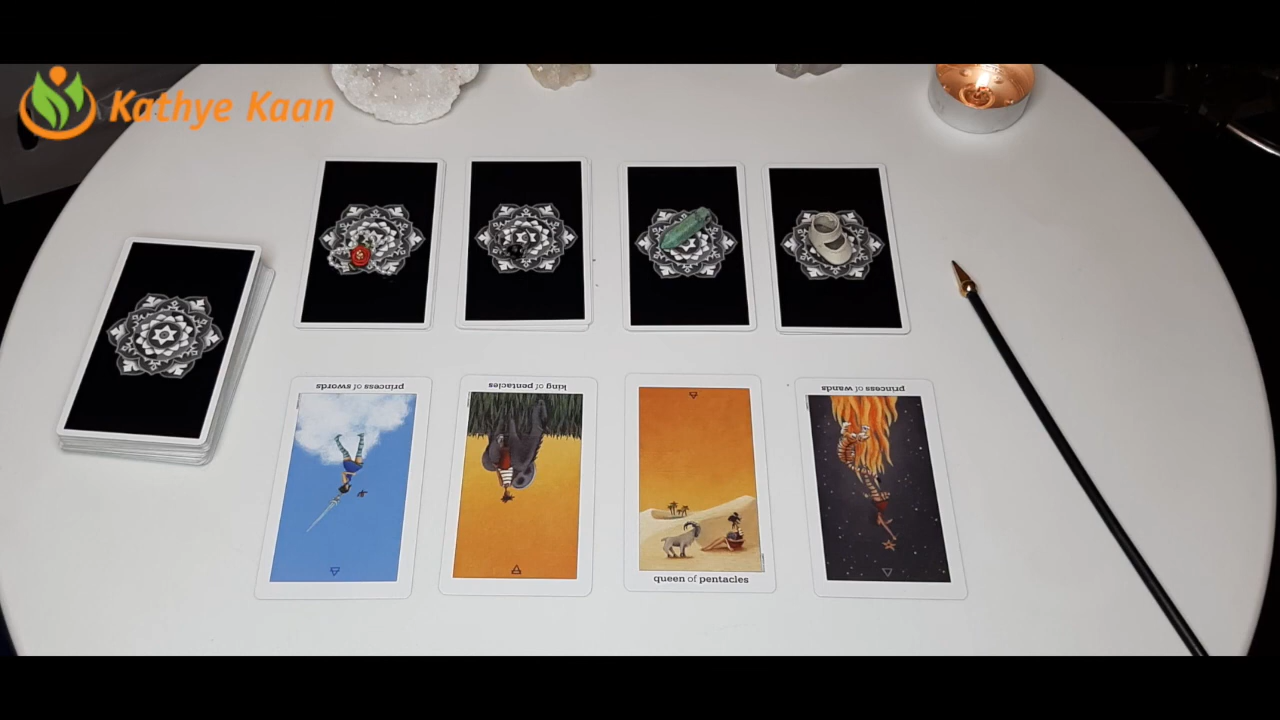 Kathye Kaan
princess of swords
king of pentacles
queen of pentacles
princess of wands